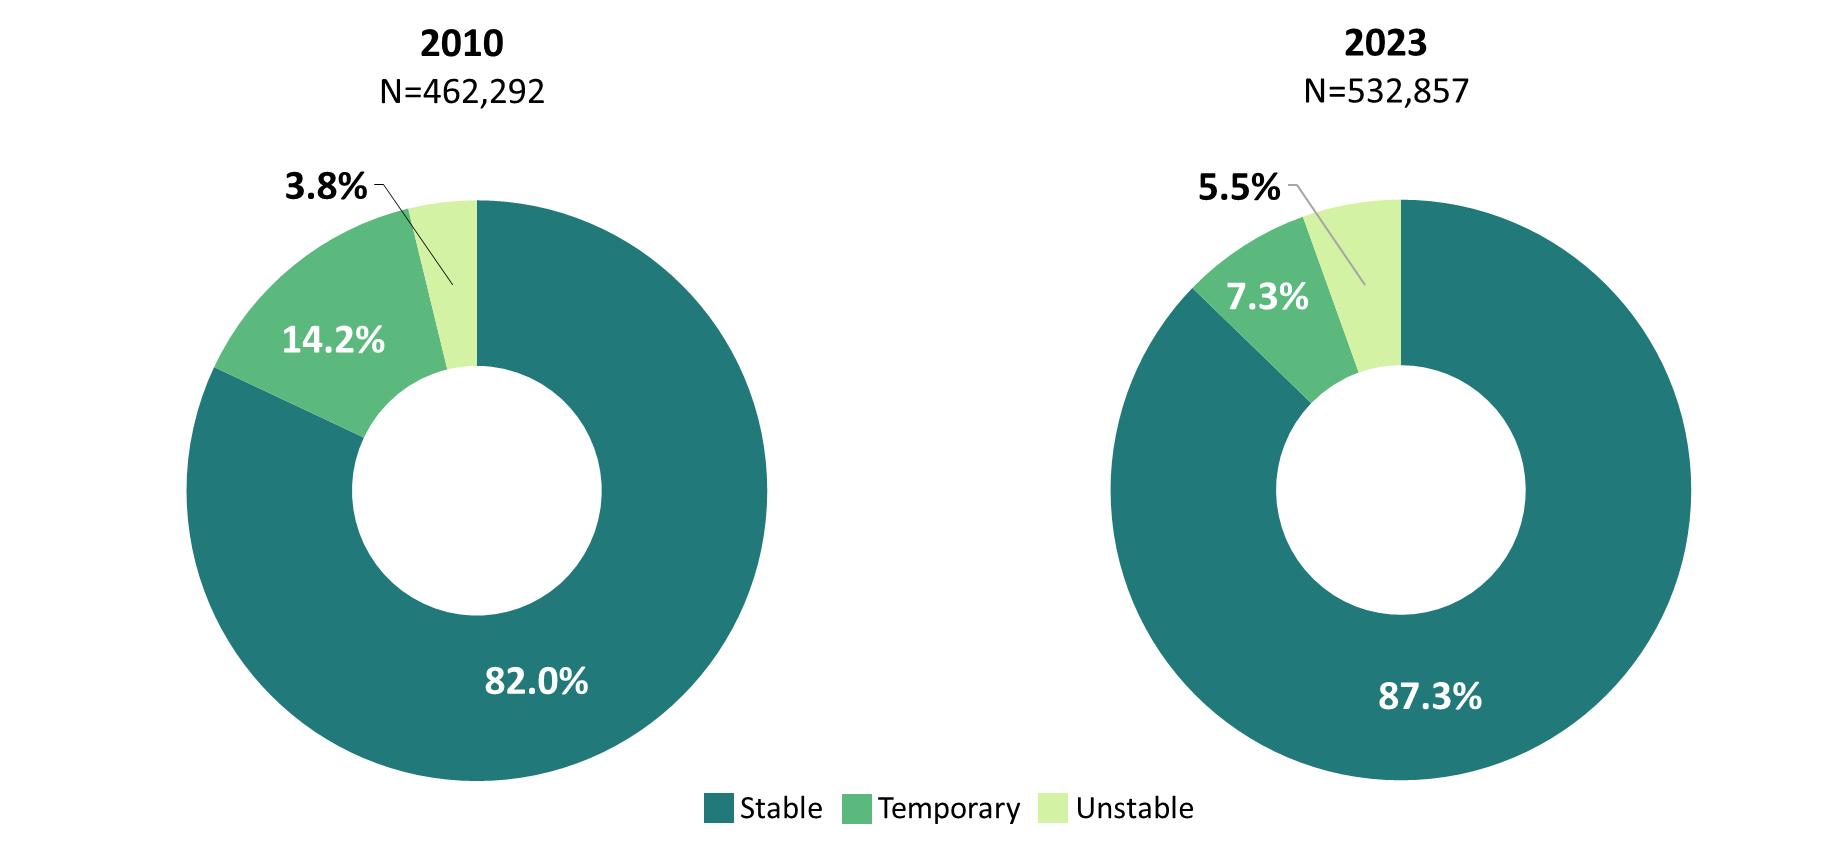 2010
N=462,292
3.8%
14.2%
82.0%
2023
N=532,857
5.5%
7.3%
87.3%
Stable Temporary Unstable